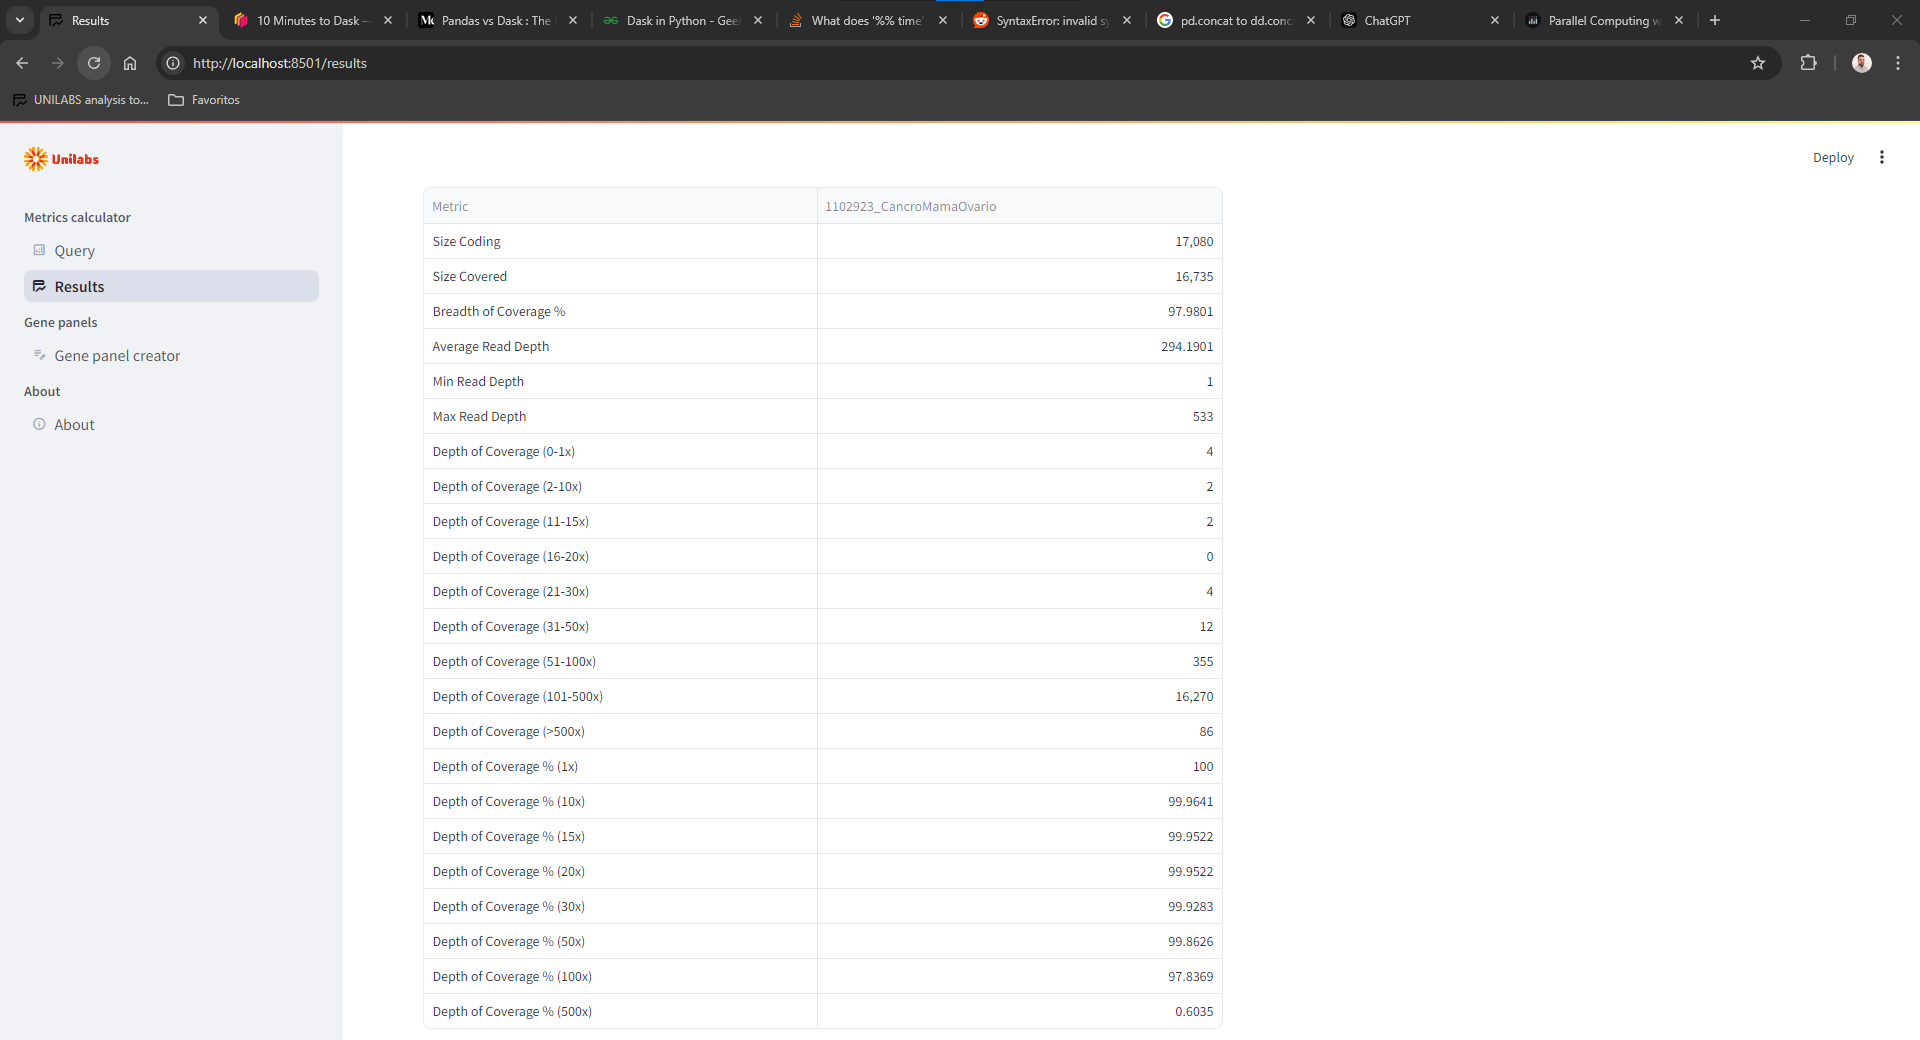 Results
10 Minutes to Dask —
Pandas vs Dask : The
Dask in Python - Geel
What does '%% time'
SyntaxError: invalid sy
pd.concat to dd.conc
ChatGPT
Parallel Computing w
http://localhost:8501/results
UNILABS analysis to...
Favoritos
Unilabs
Deploy
Metrics calculator
Query
Results
Gene panels
Gene panel creator
About
About
Metric 1102923_CancroMamaOvario
Size Coding 17,080
Size Covered 16,735
Breadth of Coverage % 97.9801
Average Read Depth 294.1901
Min Read Depth 1
Max Read Depth 533
Depth of Coverage (0-1x) 4
Depth of Coverage (2-10x) 2
Depth of Coverage (11-15x) 2
Depth of Coverage (16-20x) 0
Depth of Coverage (21-30x) 4
Depth of Coverage (31-50x) 12
Depth of Coverage (51-100x) 355
Depth of Coverage (101-500x) 16,270
Depth of Coverage (>500x) 86
Depth of Coverage % (1x) 100
Depth of Coverage % (10x) 99.9641
Depth of Coverage % (15x) 99.9522
Depth of Coverage % (20x) 99.9522
Depth of Coverage % (30x) 99.9283
Depth of Coverage % (50x) 99.8626
Depth of Coverage % (100x) 97.8369
Depth of Coverage % (500x) 0.6035